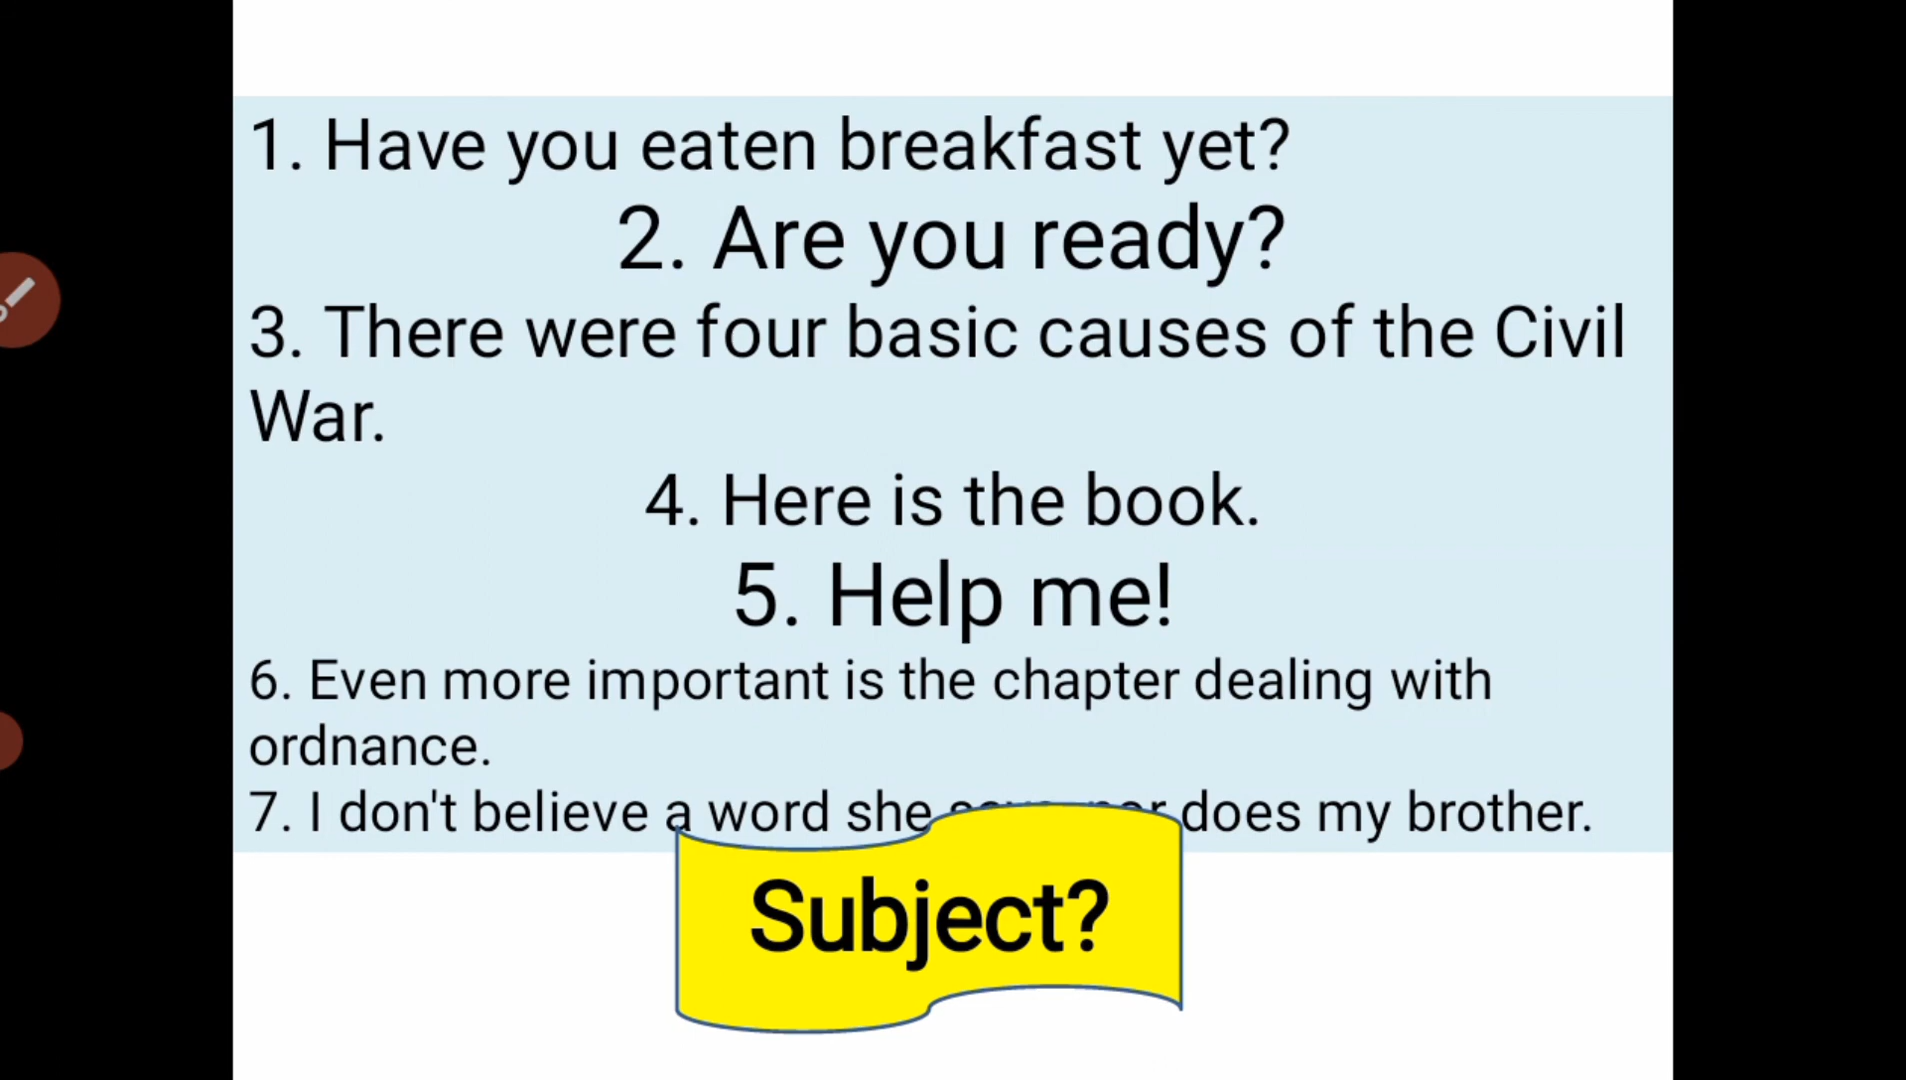 1. Have you eaten breakfast yet?
2. Are you ready?
3. There were four basic causes of the Civil
War.
4. Here is the book.
5. Help me!
6. Even more important is the chapter dealing with
ordnance.
7. I don't believe a word she does my brother.
Subject?